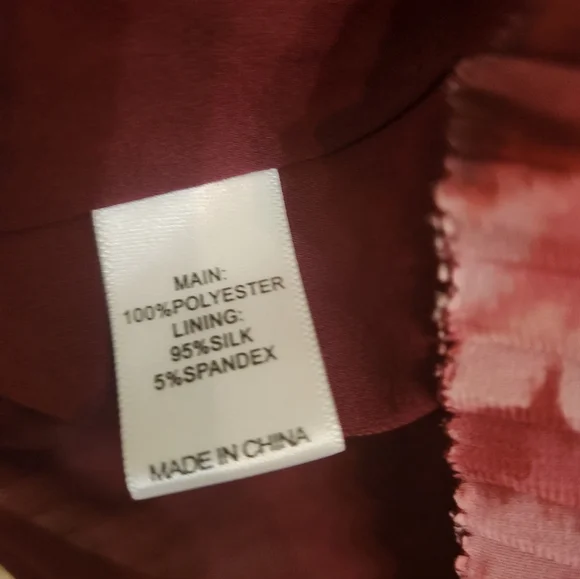 MAIN:
100%POLYESTER
LINING:
95%SILK
5%SPANDEX
MADE IN CHINA